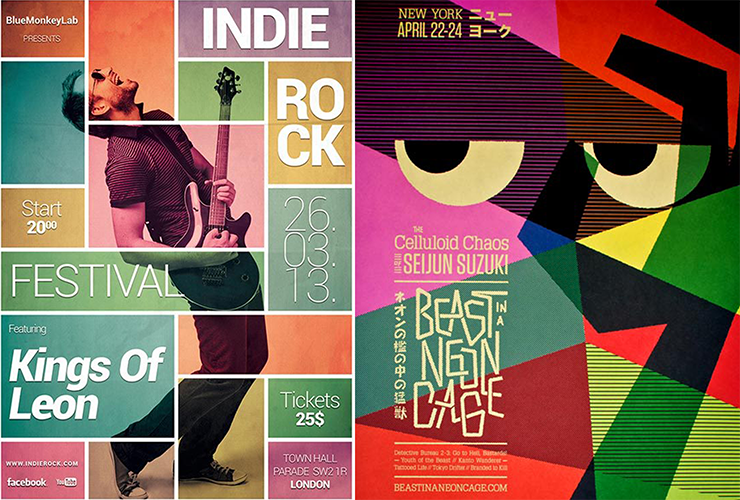 BlueMonkeyLab
PRESENTS
INDIE
RO
CK
Start
20⁰⁰
26.
03.
13.
FESTIVAL
Featuring
Kings Of
Leon
Tickets
25$
WWW.INDIEROCK.COM
facebook
YouTube
TOWN HALL
PARADE SW2 1R
LONDON
NEW YORK ニュー
APRIL 22-24 ヨーク
THE
Celluloid Chaos
SEIJUN SUZUKI
ネオンの檻の中の猛獣
BEAST
IN A
NEON
CAGE
Detective Bureau 2-3: Go to Hell, Bastards!
— Youth of the Beast // Kanto Wanderer —
Tattooed Life // Tokyo Drifter // Branded to Kill
BEASTINANEONCAGE.COM